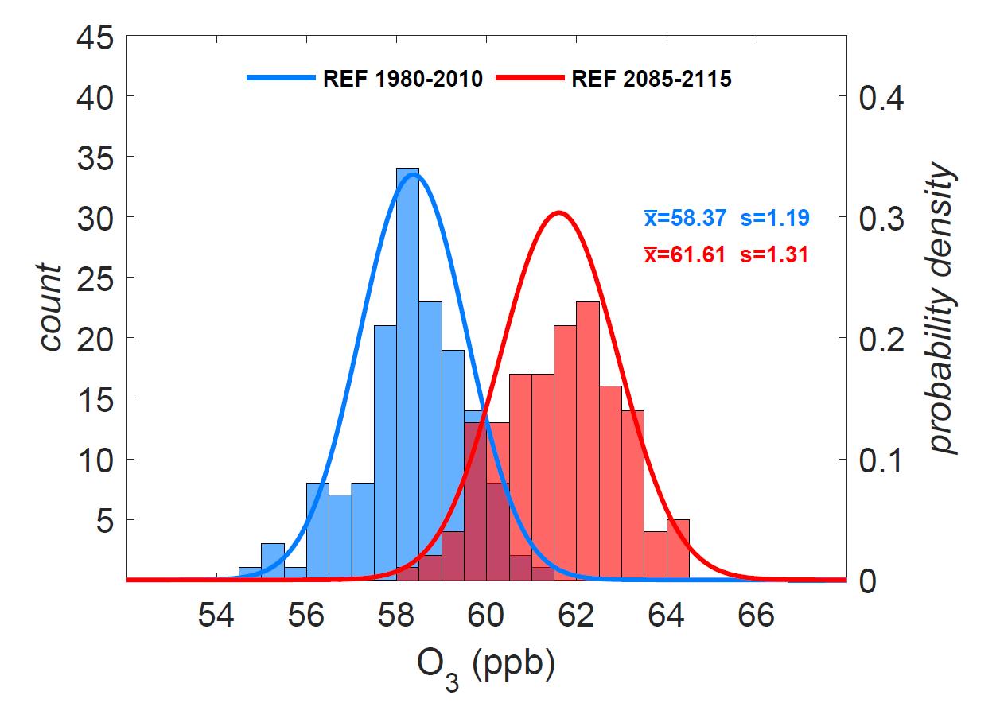 REF 1980-2010 REF 2085-2115
x̅=58.37 s=1.19
x̅=61.61 s=1.31
45
40
35
30
25
20
15
10
5
count
0.4
0.3
0.2
0.1
0
probability density
54 56 58 60 62 64 66
O₃ (ppb)